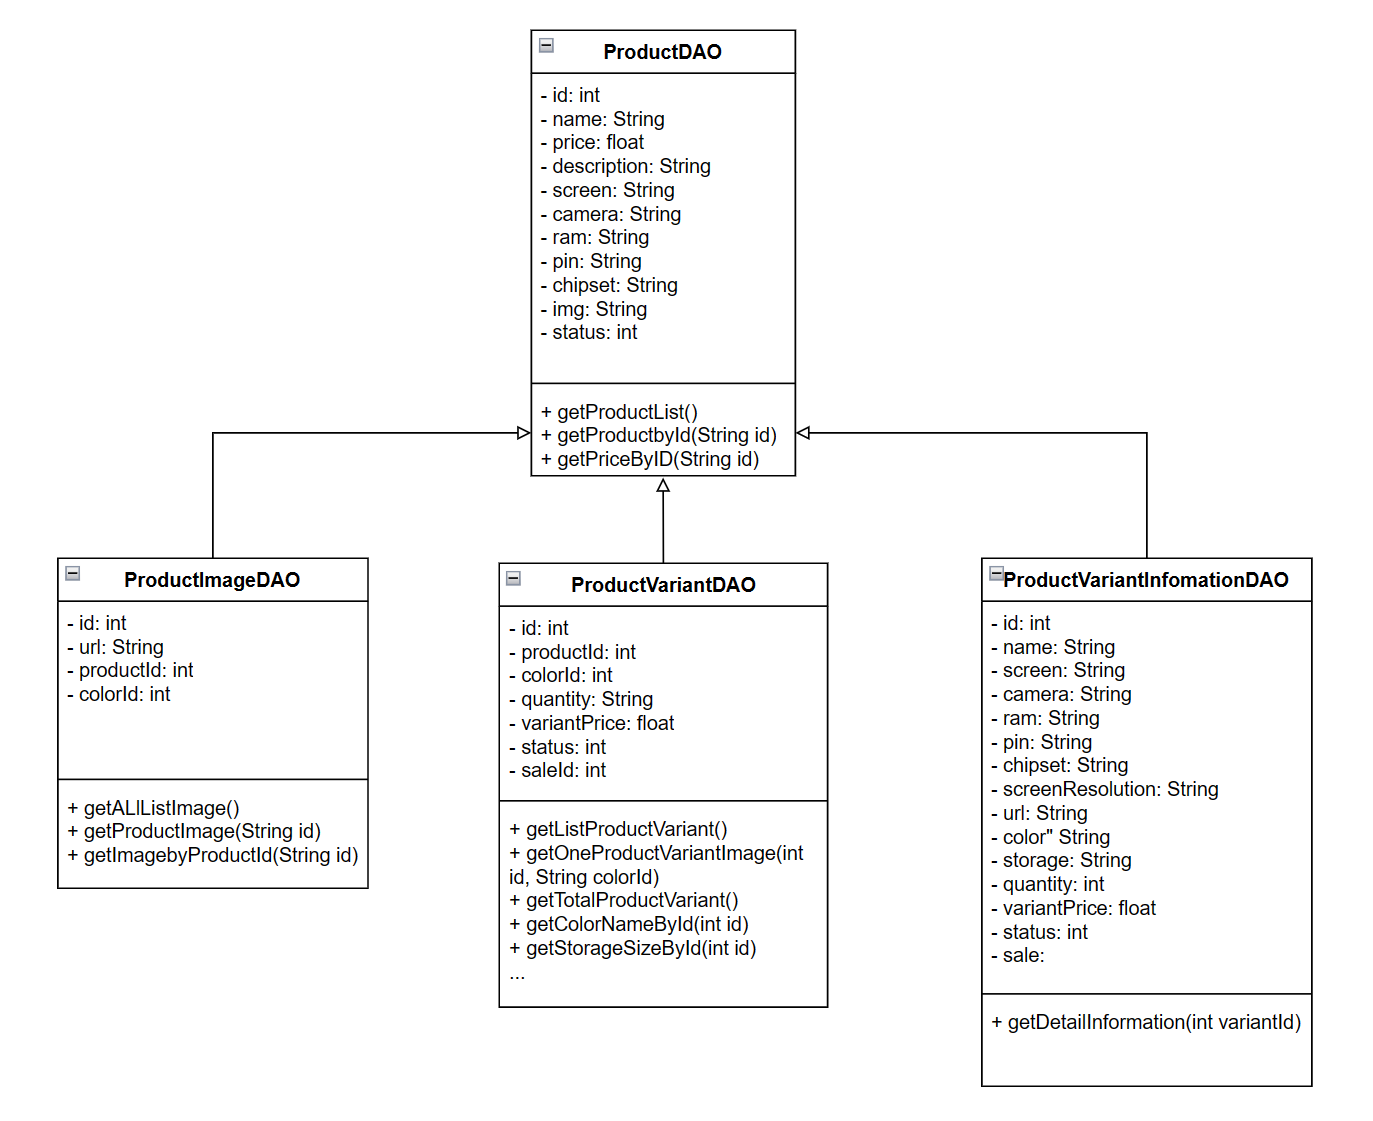 ProductDAO
- id: int
- name: String
- price: float
- description: String
- screen: String
- camera: String
- ram: String
- pin: String
- chipset: String
- img: String
- status: int
+ getProductList()
+ getProductbyId(String id)
+ getPriceByID(String id)
ProductImageDAO
- id: int
- url: String
- productId: int
- colorId: int
+ getALlListImage()
+ getProductImage(String id)
+ getImagebyProductId(String id)
ProductVariantDAO
- id: int
- productId: int
- colorId: int
- quantity: String
- variantPrice: float
- status: int
- saleId: int
+ getListProductVariant()
+ getOneProductVariantImage(int
id, String colorId)
+ getTotalProductVariant()
+ getColorNameById(int id)
+ getStorageSizeById(int id)
...
ProductVariantInfomationDAO
- id: int
- name: String
- screen: String
- camera: String
- ram: String
- pin: String
- chipset: String
- screenResolution: String
- url: String
- color" String
- storage: String
- quantity: int
- variantPrice: float
- status: int
- sale:
+ getDetailInformation(int variantId)